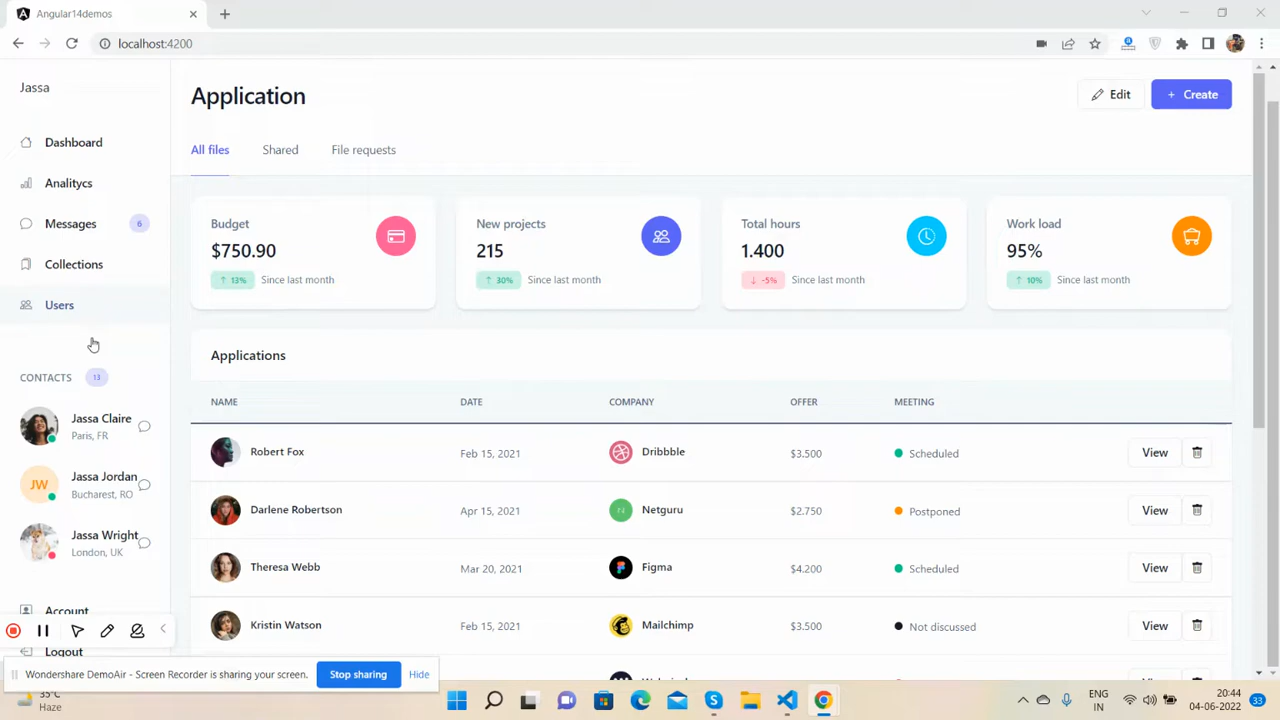 Angular14demos
localhost:4200
Jassa
Dashboard
Analitycs
Messages 6
Collections
Users
CONTACTS 13
Jassa Claire
Paris, FR
JW
Jassa Jordan
Bucharest, RO
Jassa Wright
London, UK
Account
Logout
Application
Edit
+ Create
All files Shared File requests
Budget
$750.90
↑ 13% Since last month
New projects
215
↑ 30% Since last month
Total hours
1.400
↓ -5% Since last month
Work load
95%
↑ 10% Since last month
Applications
NAME DATE COMPANY OFFER MEETING
Robert Fox Feb 15, 2021 Dribbble $3.500 Scheduled View
Darlene Robertson Apr 15, 2021 N Netguru $2.750 Postponed View
Theresa Webb Mar 20, 2021 Figma $4.200 Scheduled View
Kristin Watson Feb 15, 2021 Mailchimp $3.500 Not discussed View
Wondershare DemoAir - Screen Recorder is sharing your screen. Stop sharing Hide
35°C
Haze
ENG
IN
20:44
04-06-2022
33